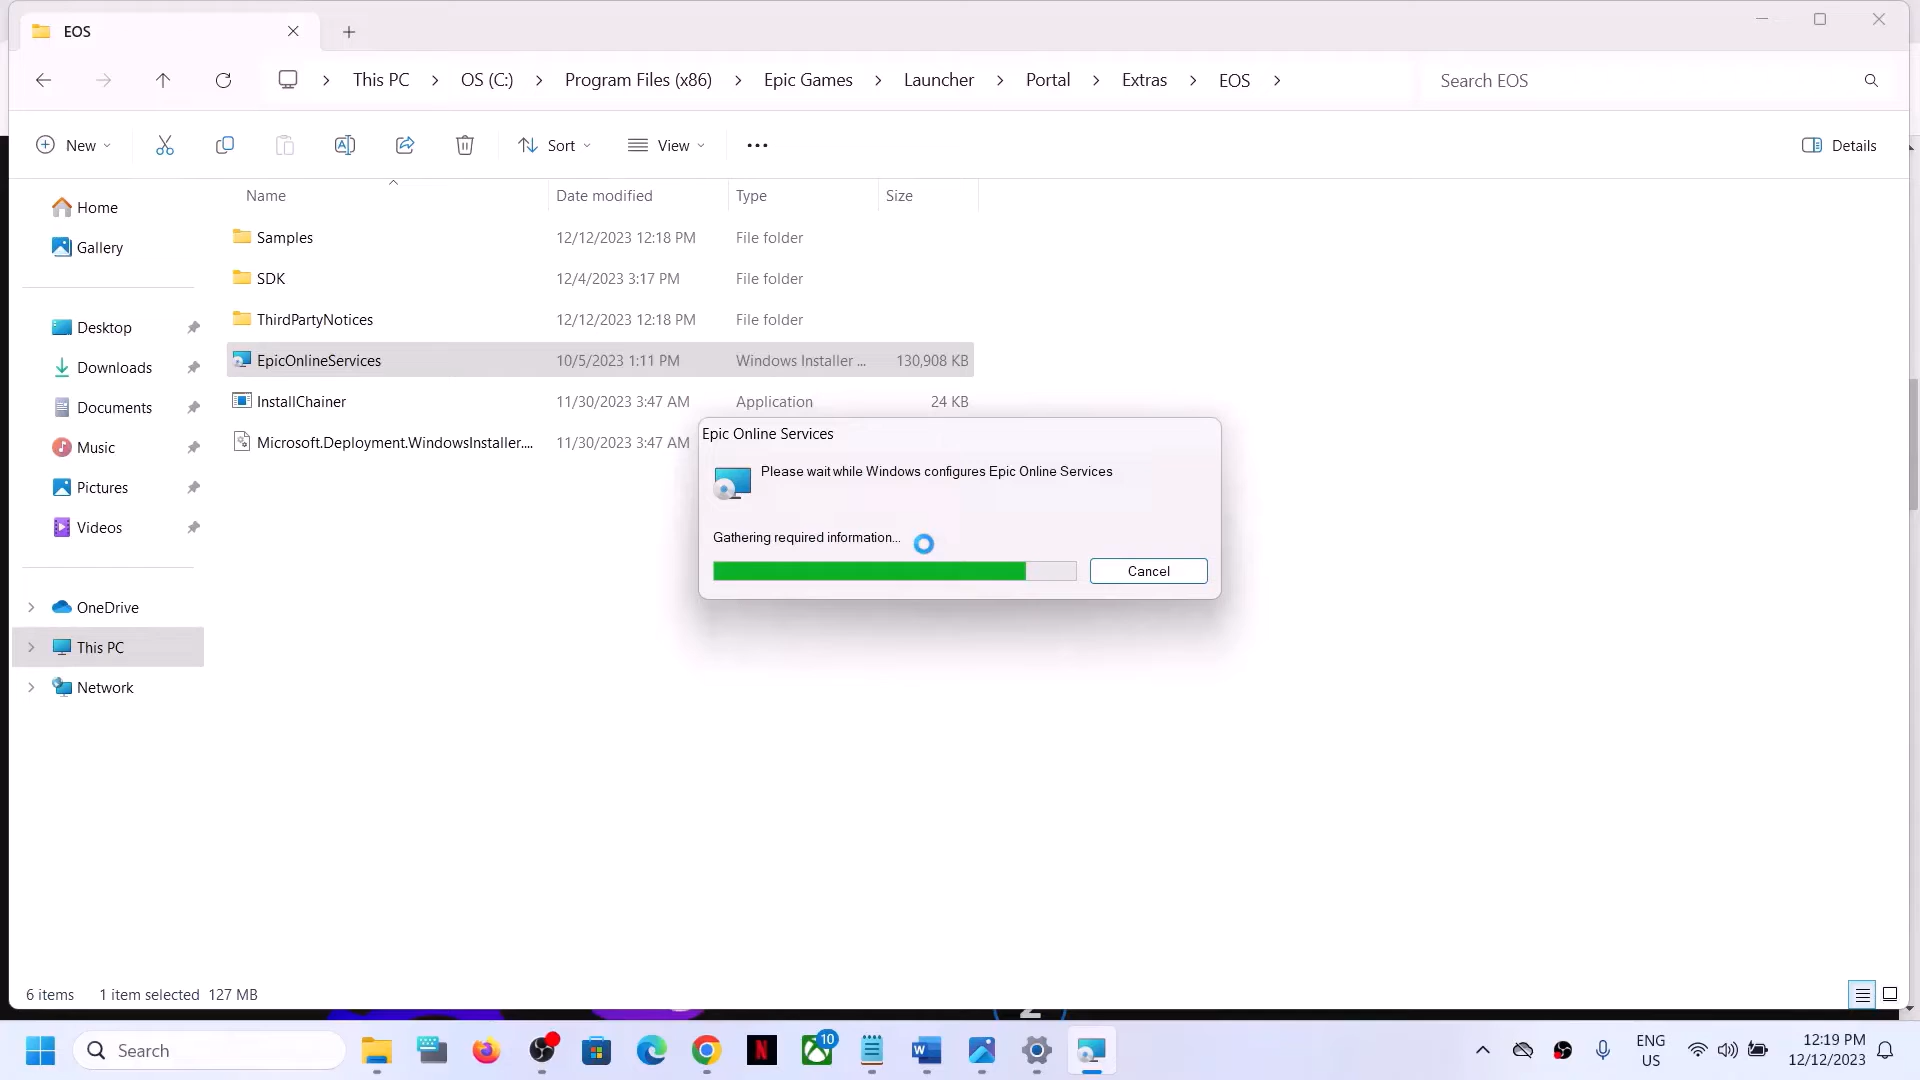 EOS
This PC > OS (C:) > Program Files (x86) > Epic Games > Launcher > Portal > Extras > EOS >
Search EOS
New
Sort
View
Details
Name Date modified Type Size
Home
Gallery
Desktop
Downloads
Documents
Music
Pictures
Videos
OneDrive
This PC
Network
Samples 12/12/2023 12:18 PM File folder
SDK 12/4/2023 3:17 PM File folder
ThirdPartyNotices 12/12/2023 12:18 PM File folder
EpicOnlineServices 10/5/2023 1:11 PM Windows Installer ... 130,908 KB
InstallChainer 11/30/2023 3:47 AM Application 24 KB
Microsoft.Deployment.WindowsInstaller.... 11/30/2023 3:47 AM
Epic Online Services
Please wait while Windows configures Epic Online Services
Gathering required information...
Cancel
6 items 1 item selected 127 MB
Search
10
ENG
US
12:19 PM
12/12/2023